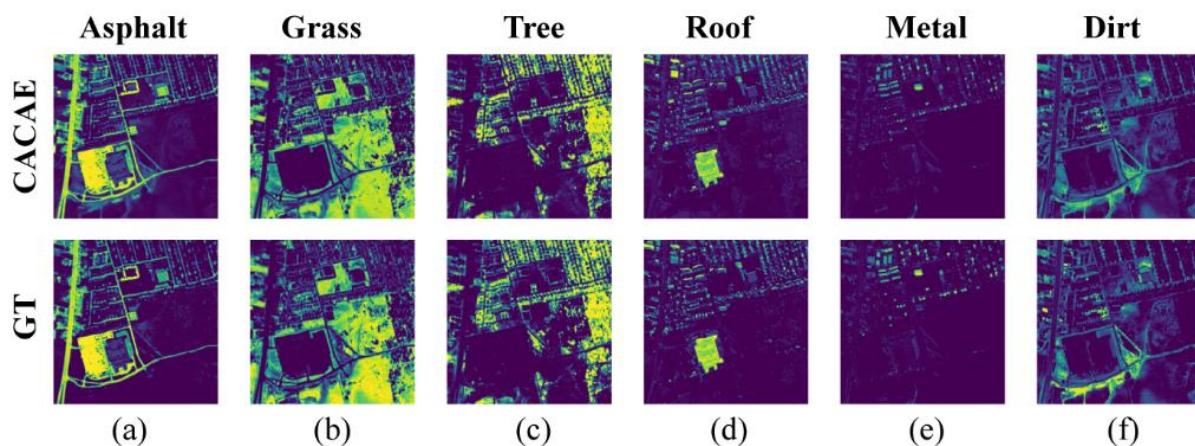 Asphalt Grass Tree Roof Metal Dirt
CACAE
GT
(a) (b) (c) (d) (e) (f)